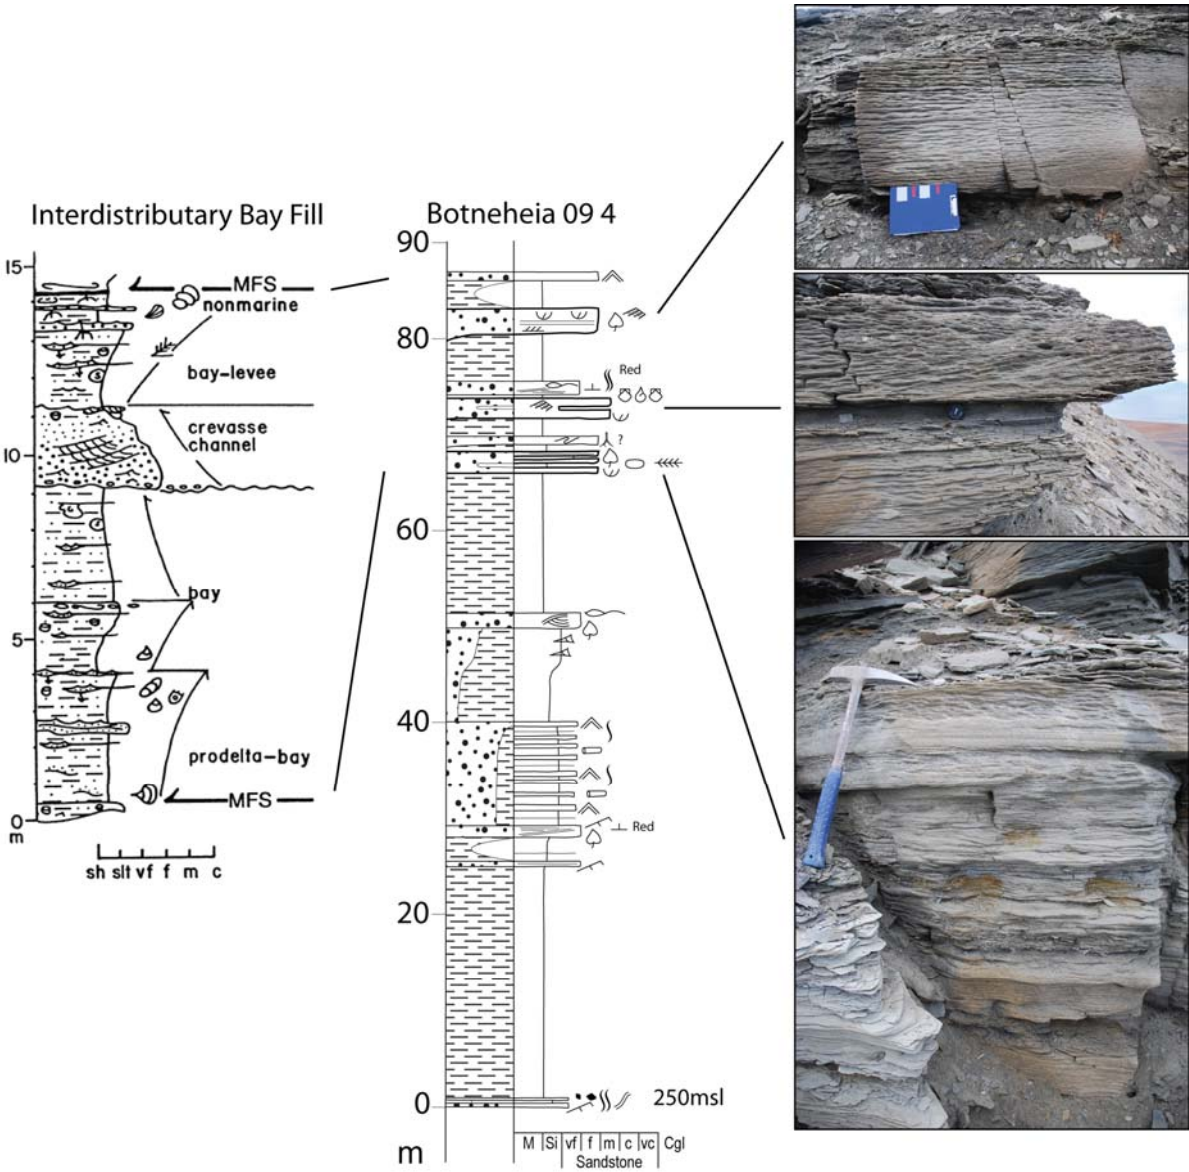 Interdistributary Bay Fill
15
MFS
nonmarine
bay-levee
crevasse
channel
10
bay
5
prodelta-bay
MFS
0
m
sh slt vf f m c
Botneheia 09 4
90
80
Red
?
60
40
Red
20
0
250msl
m
M Si vf f m c vc Cgl
Sandstone